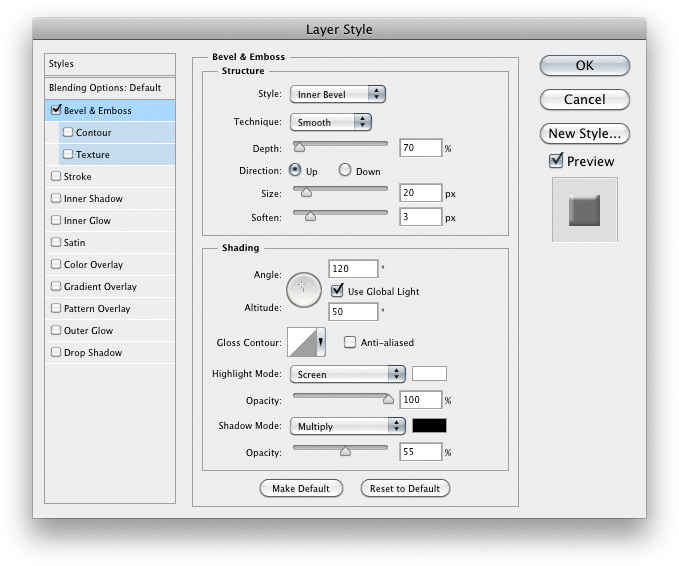 Layer Style
Styles
Blending Options: Default
Bevel & Emboss
Contour
Texture
Stroke
Inner Shadow
Inner Glow
Satin
Color Overlay
Gradient Overlay
Pattern Overlay
Outer Glow
Drop Shadow
Bevel & Emboss
Structure
Style: Inner Bevel
Technique: Smooth
Depth: 70 %
Direction: Up Down
Size: 20 px
Soften: 3 px
Shading
Angle: 120 °
Use Global Light
Altitude: 50 °
Gloss Contour: Anti-aliased
Highlight Mode: Screen
Opacity: 100 %
Shadow Mode: Multiply
Opacity: 55 %
Make Default Reset to Default
OK
Cancel
New Style...
Preview